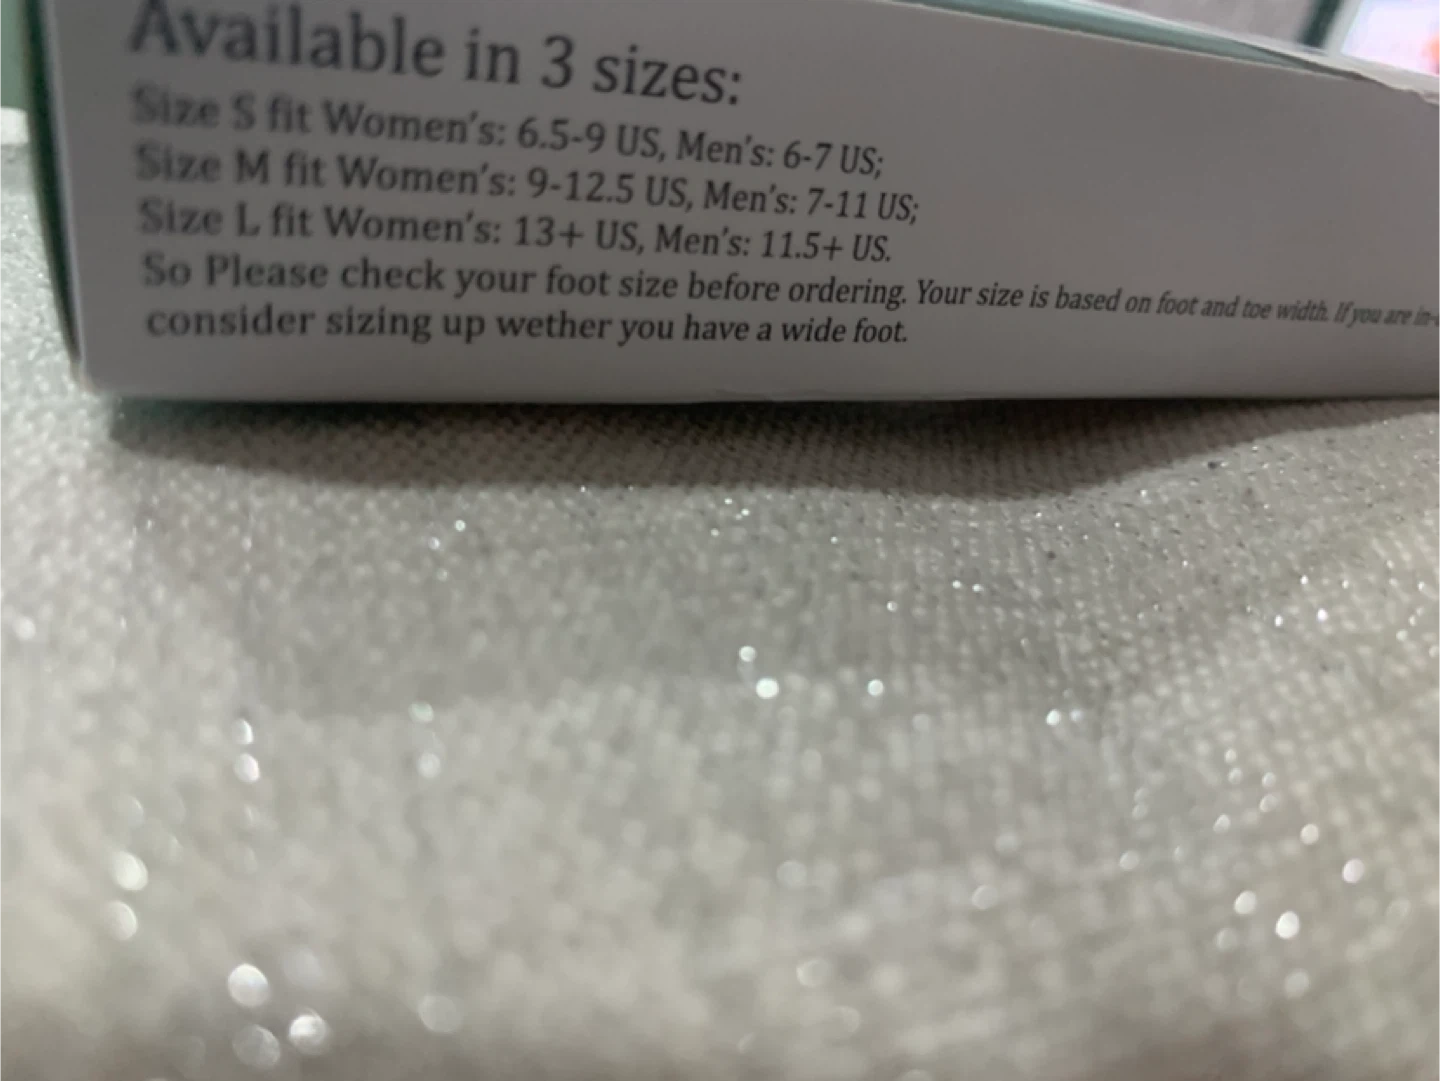 Available in 3 sizes:
Size S fit Women's: 6.5-9 US, Men's: 6-7 US;
Size M fit Women's: 9-12.5 US, Men's: 7-11 US;
Size L fit Women's: 13+ US, Men's: 11.5+ US.
So Please check your foot size before ordering. Your size is based on foot and toe width. If you are in-
consider sizing up wether you have a wide foot.